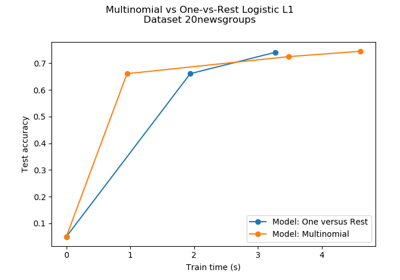 Multinomial vs One-vs-Rest Logistic L1
Dataset 20newsgroups
0.7
0.6
0.5
0.4
0.3
0.2
0.1
Test accuracy
Model: One versus Rest
Model: Multinomial
0 1 2 3 4
Train time (s)